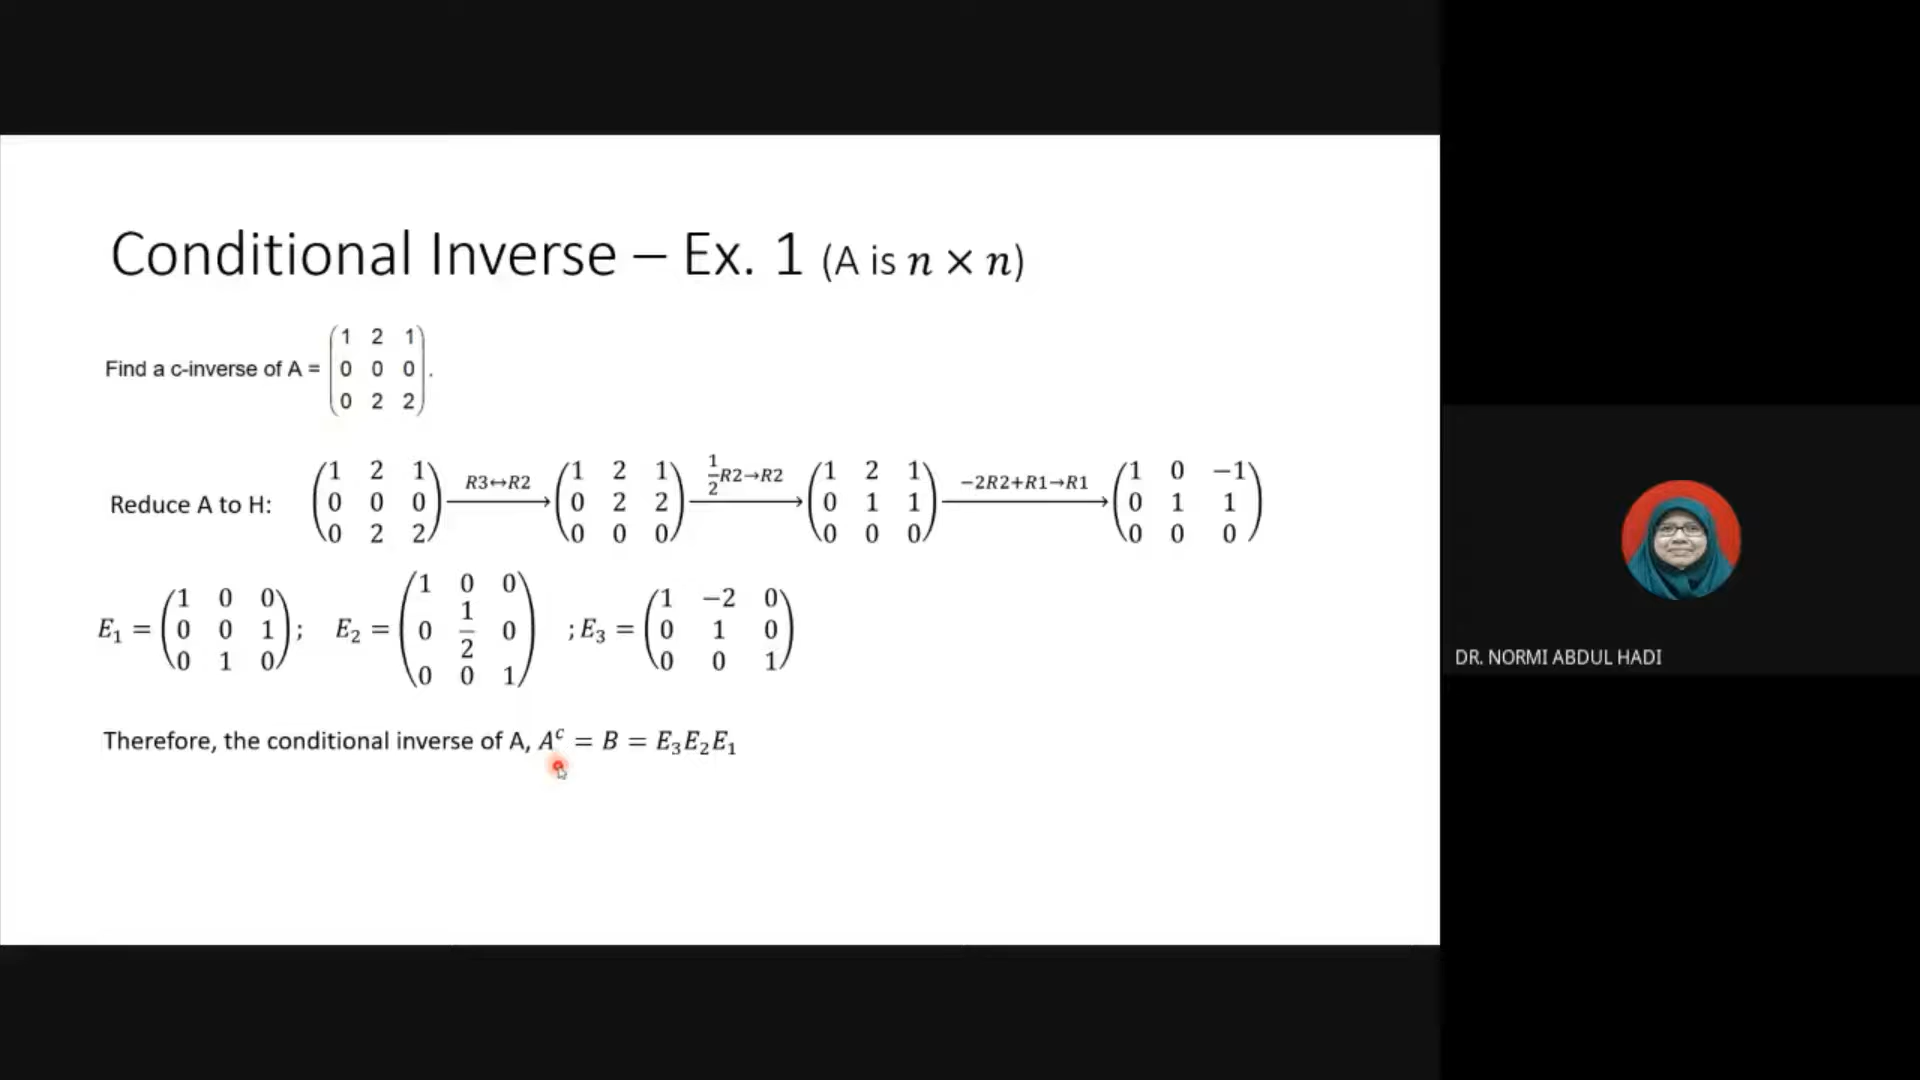 Conditional Inverse – Ex. 1 (A is n × n)
Find a c-inverse of A = (1 2 1
0 0 0
0 2 2).
Reduce A to H: (1 2 1
0 0 0
0 2 2) R3↔R2 (1 2 1
0 2 2
0 0 0) 1/2 R2→R2 (1 2 1
0 1 1
0 0 0) −2R2+R1→R1 (1 0 −1
0 1 1
0 0 0)
E₁ = (1 0 0
0 0 1
0 1 0); E₂ = (1 0 0
0 1/2 0
0 0 1) ; E₃ = (1 −2 0
0 1 0
0 0 1)
Therefore, the conditional inverse of A, Aᶜ = B = E₃E₂E₁
DR. NORMI ABDUL HADI